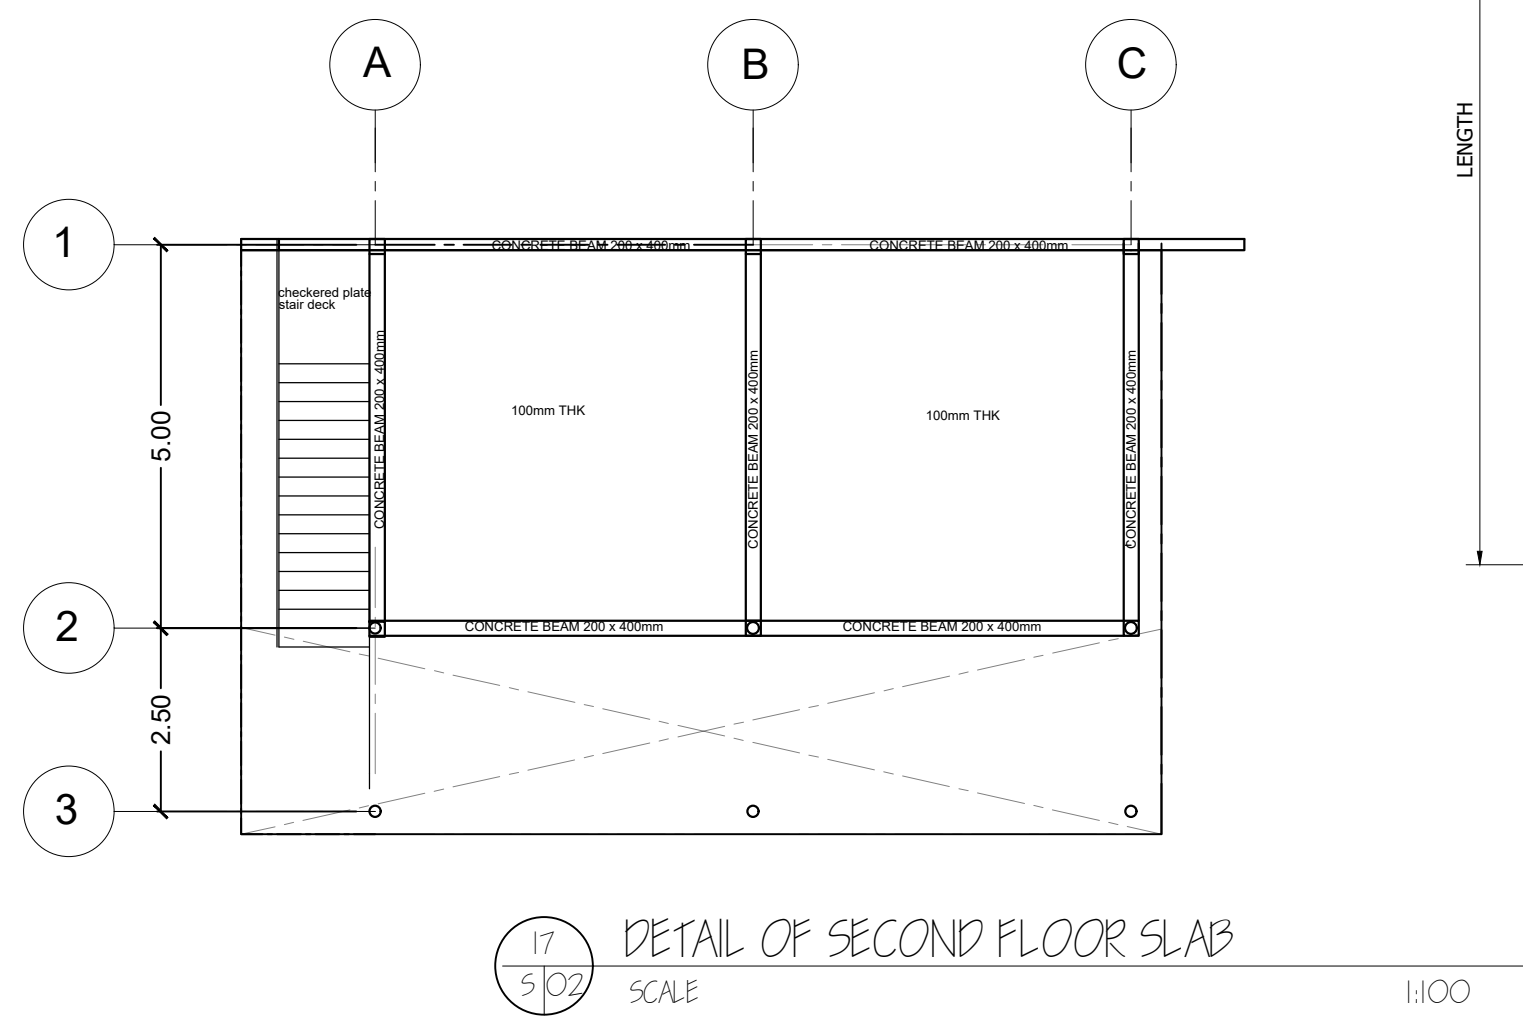 A
B
C
LENGTH
1
CONCRETE BEAM 200 x 400mm
CONCRETE BEAM 200 x 400mm
checkered plate
stair deck
CONCRETE BEAM 200 x 400mm
CONCRETE BEAM 200 x 400mm
CONCRETE BEAM 200 x 400mm
5.00
100mm THK
100mm THK
2
CONCRETE BEAM 200 x 400mm
CONCRETE BEAM 200 x 400mm
2.50
3
17
S 02
DETAIL OF SECOND FLOOR SLAB
SCALE 1:100